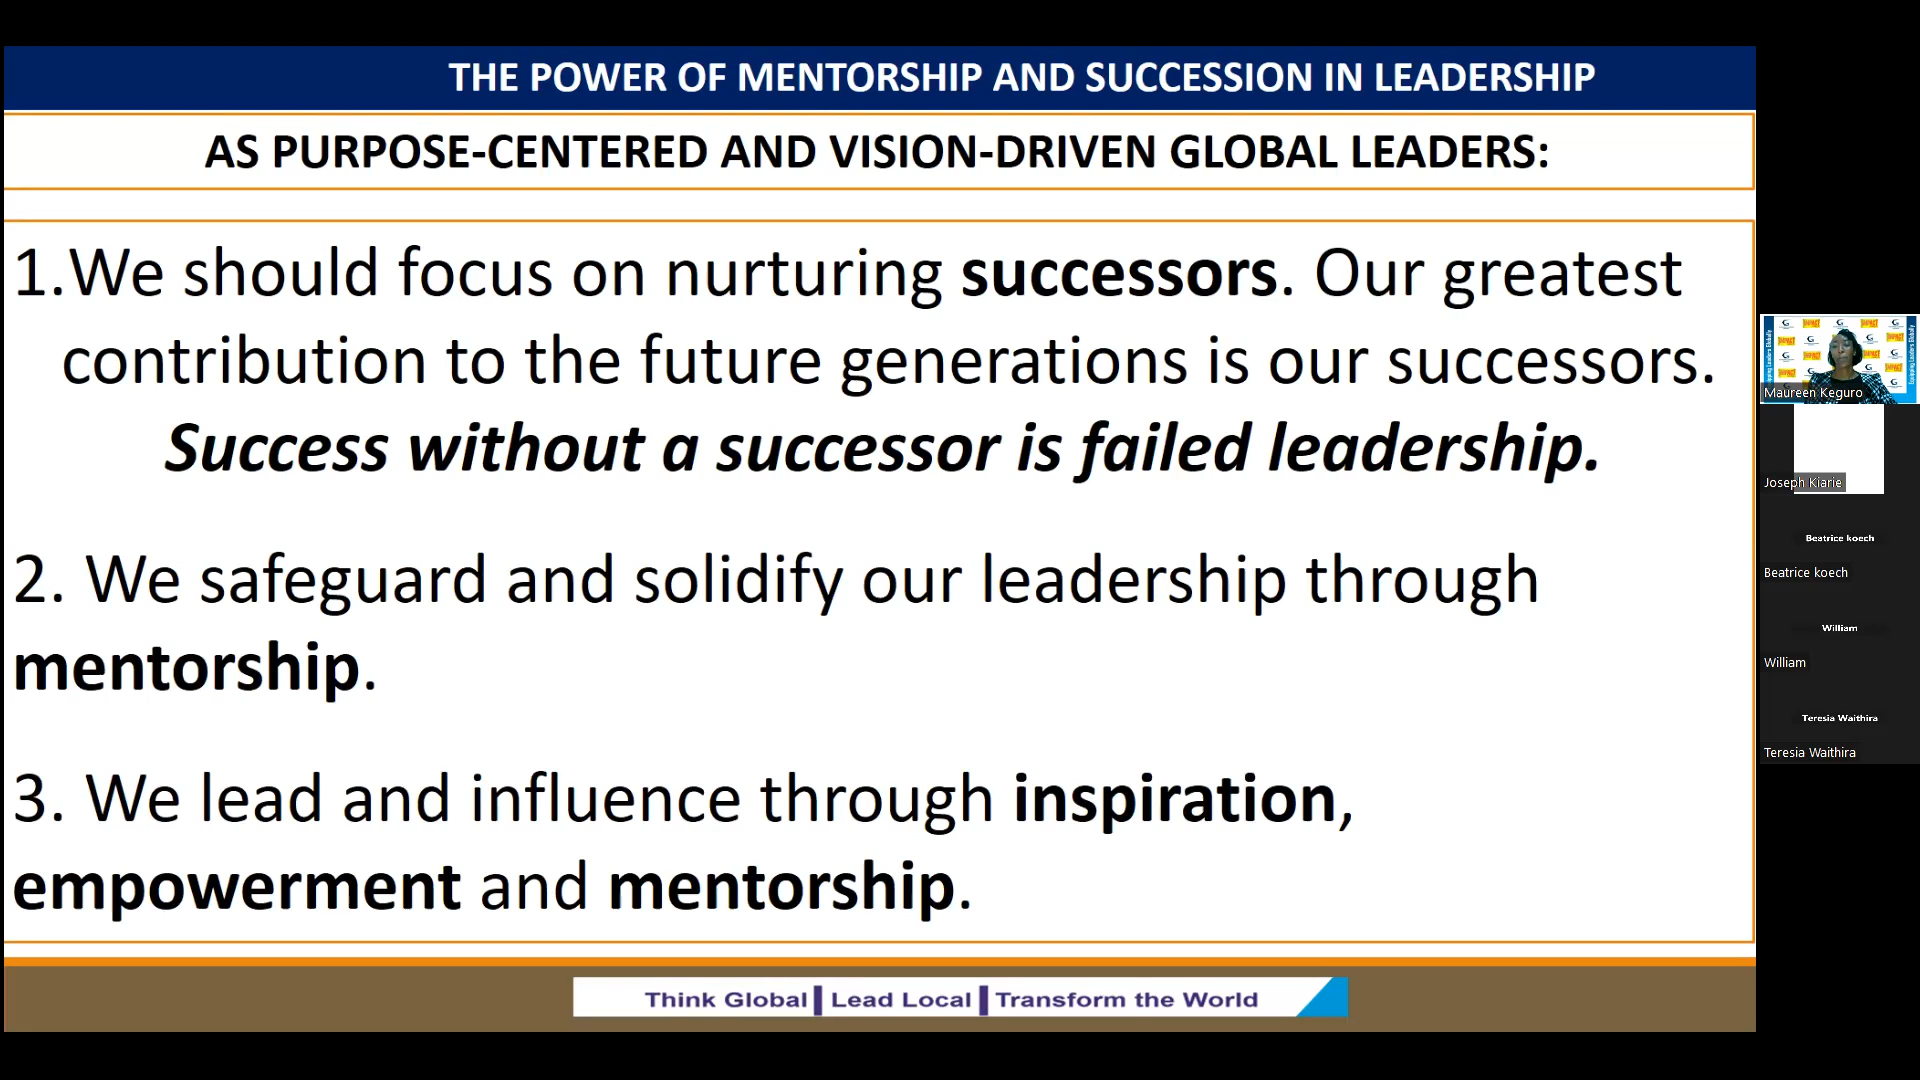 THE POWER OF MENTORSHIP AND SUCCESSION IN LEADERSHIP
AS PURPOSE-CENTERED AND VISION-DRIVEN GLOBAL LEADERS:
1.We should focus on nurturing successors. Our greatest
contribution to the future generations is our successors.
Success without a successor is failed leadership.
2. We safeguard and solidify our leadership through
mentorship.
3. We lead and influence through inspiration,
empowerment and mentorship.
Think Global Lead Local Transform the World
Maureen Keguro
Joseph Kiarie
Beatrice koech
Beatrice koech
William
William
Teresia Waithira
Teresia Waithira